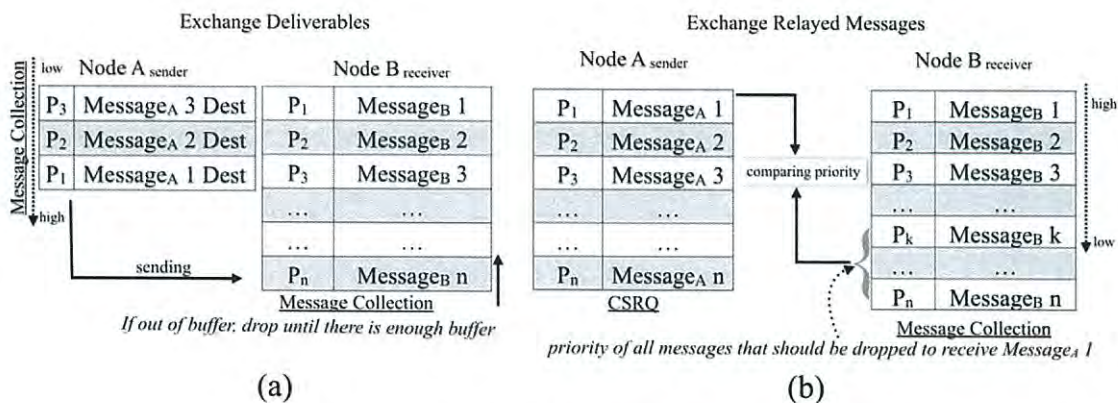 Exchange Deliverables
Exchange Relayed Messages
Message Collection
low
high
Node A sender
P3 MessageA 3 Dest
P2 MessageA 2 Dest
P1 MessageA 1 Dest
sending
Node B receiver
P1 MessageB 1
P2 MessageB 2
P3 MessageB 3
... ...
... ...
Pn MessageB n
Message Collection
If out of buffer, drop until there is enough buffer
(a)
Node A sender
P1 MessageA 1
P2 MessageA 2
P3 MessageA 3
... ...
... ...
Pn MessageA n
CSRQ
comparing priority
Node B receiver
P1 MessageB 1
P2 MessageB 2
P3 MessageB 3
... ...
Pk MessageB k
... ...
Pn MessageB n
high
low
Message Collection
priority of all messages that should be dropped to receive MessageA 1
(b)